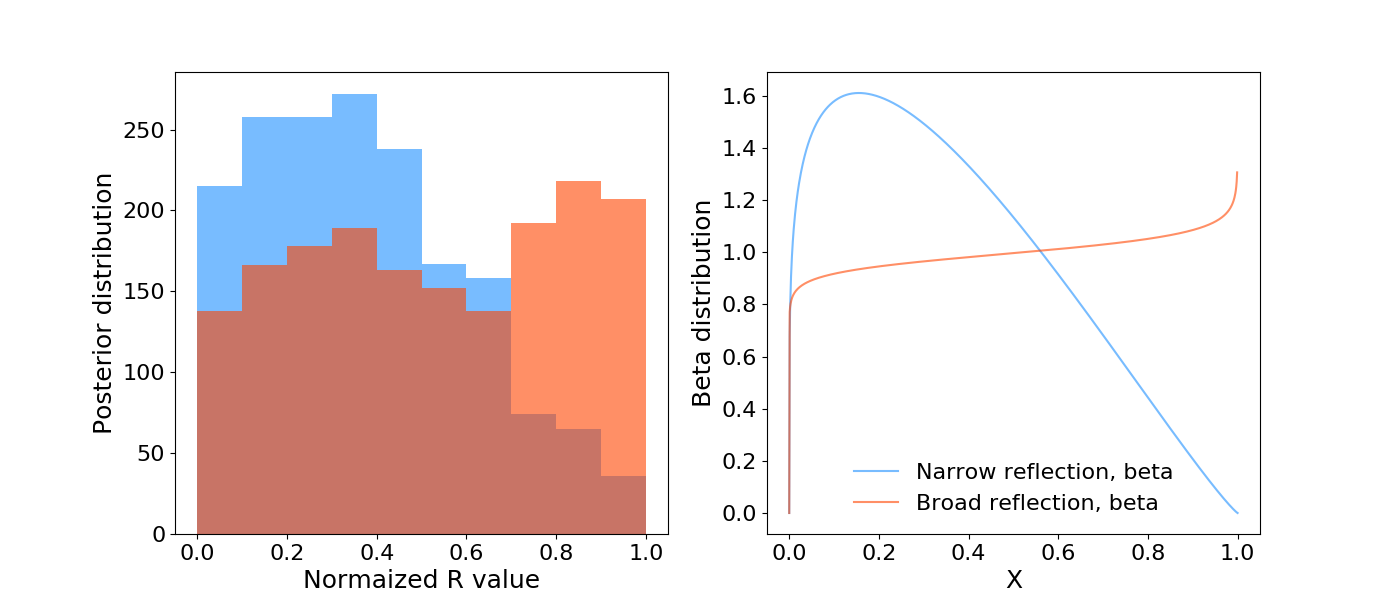 Posterior distribution
250
200
150
100
50
0
0.0 0.2 0.4 0.6 0.8 1.0
Normaized R value
Beta distribution
1.6
1.4
1.2
1.0
0.8
0.6
0.4
0.2
0.0
Narrow reflection, beta
Broad reflection, beta
0.0 0.2 0.4 0.6 0.8 1.0
X